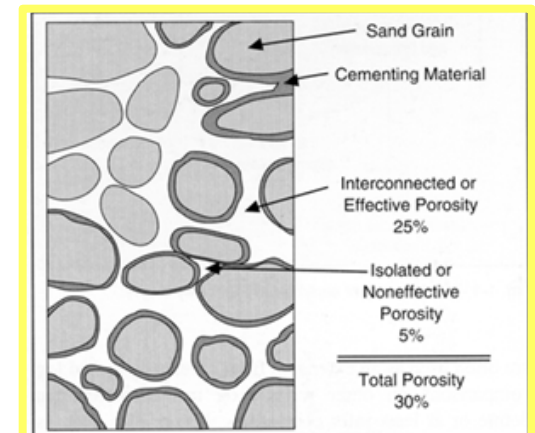 Sand Grain
Cementing Material
Interconnected or
Effective Porosity
25%
Isolated or
Noneffective
Porosity
5%
Total Porosity
30%